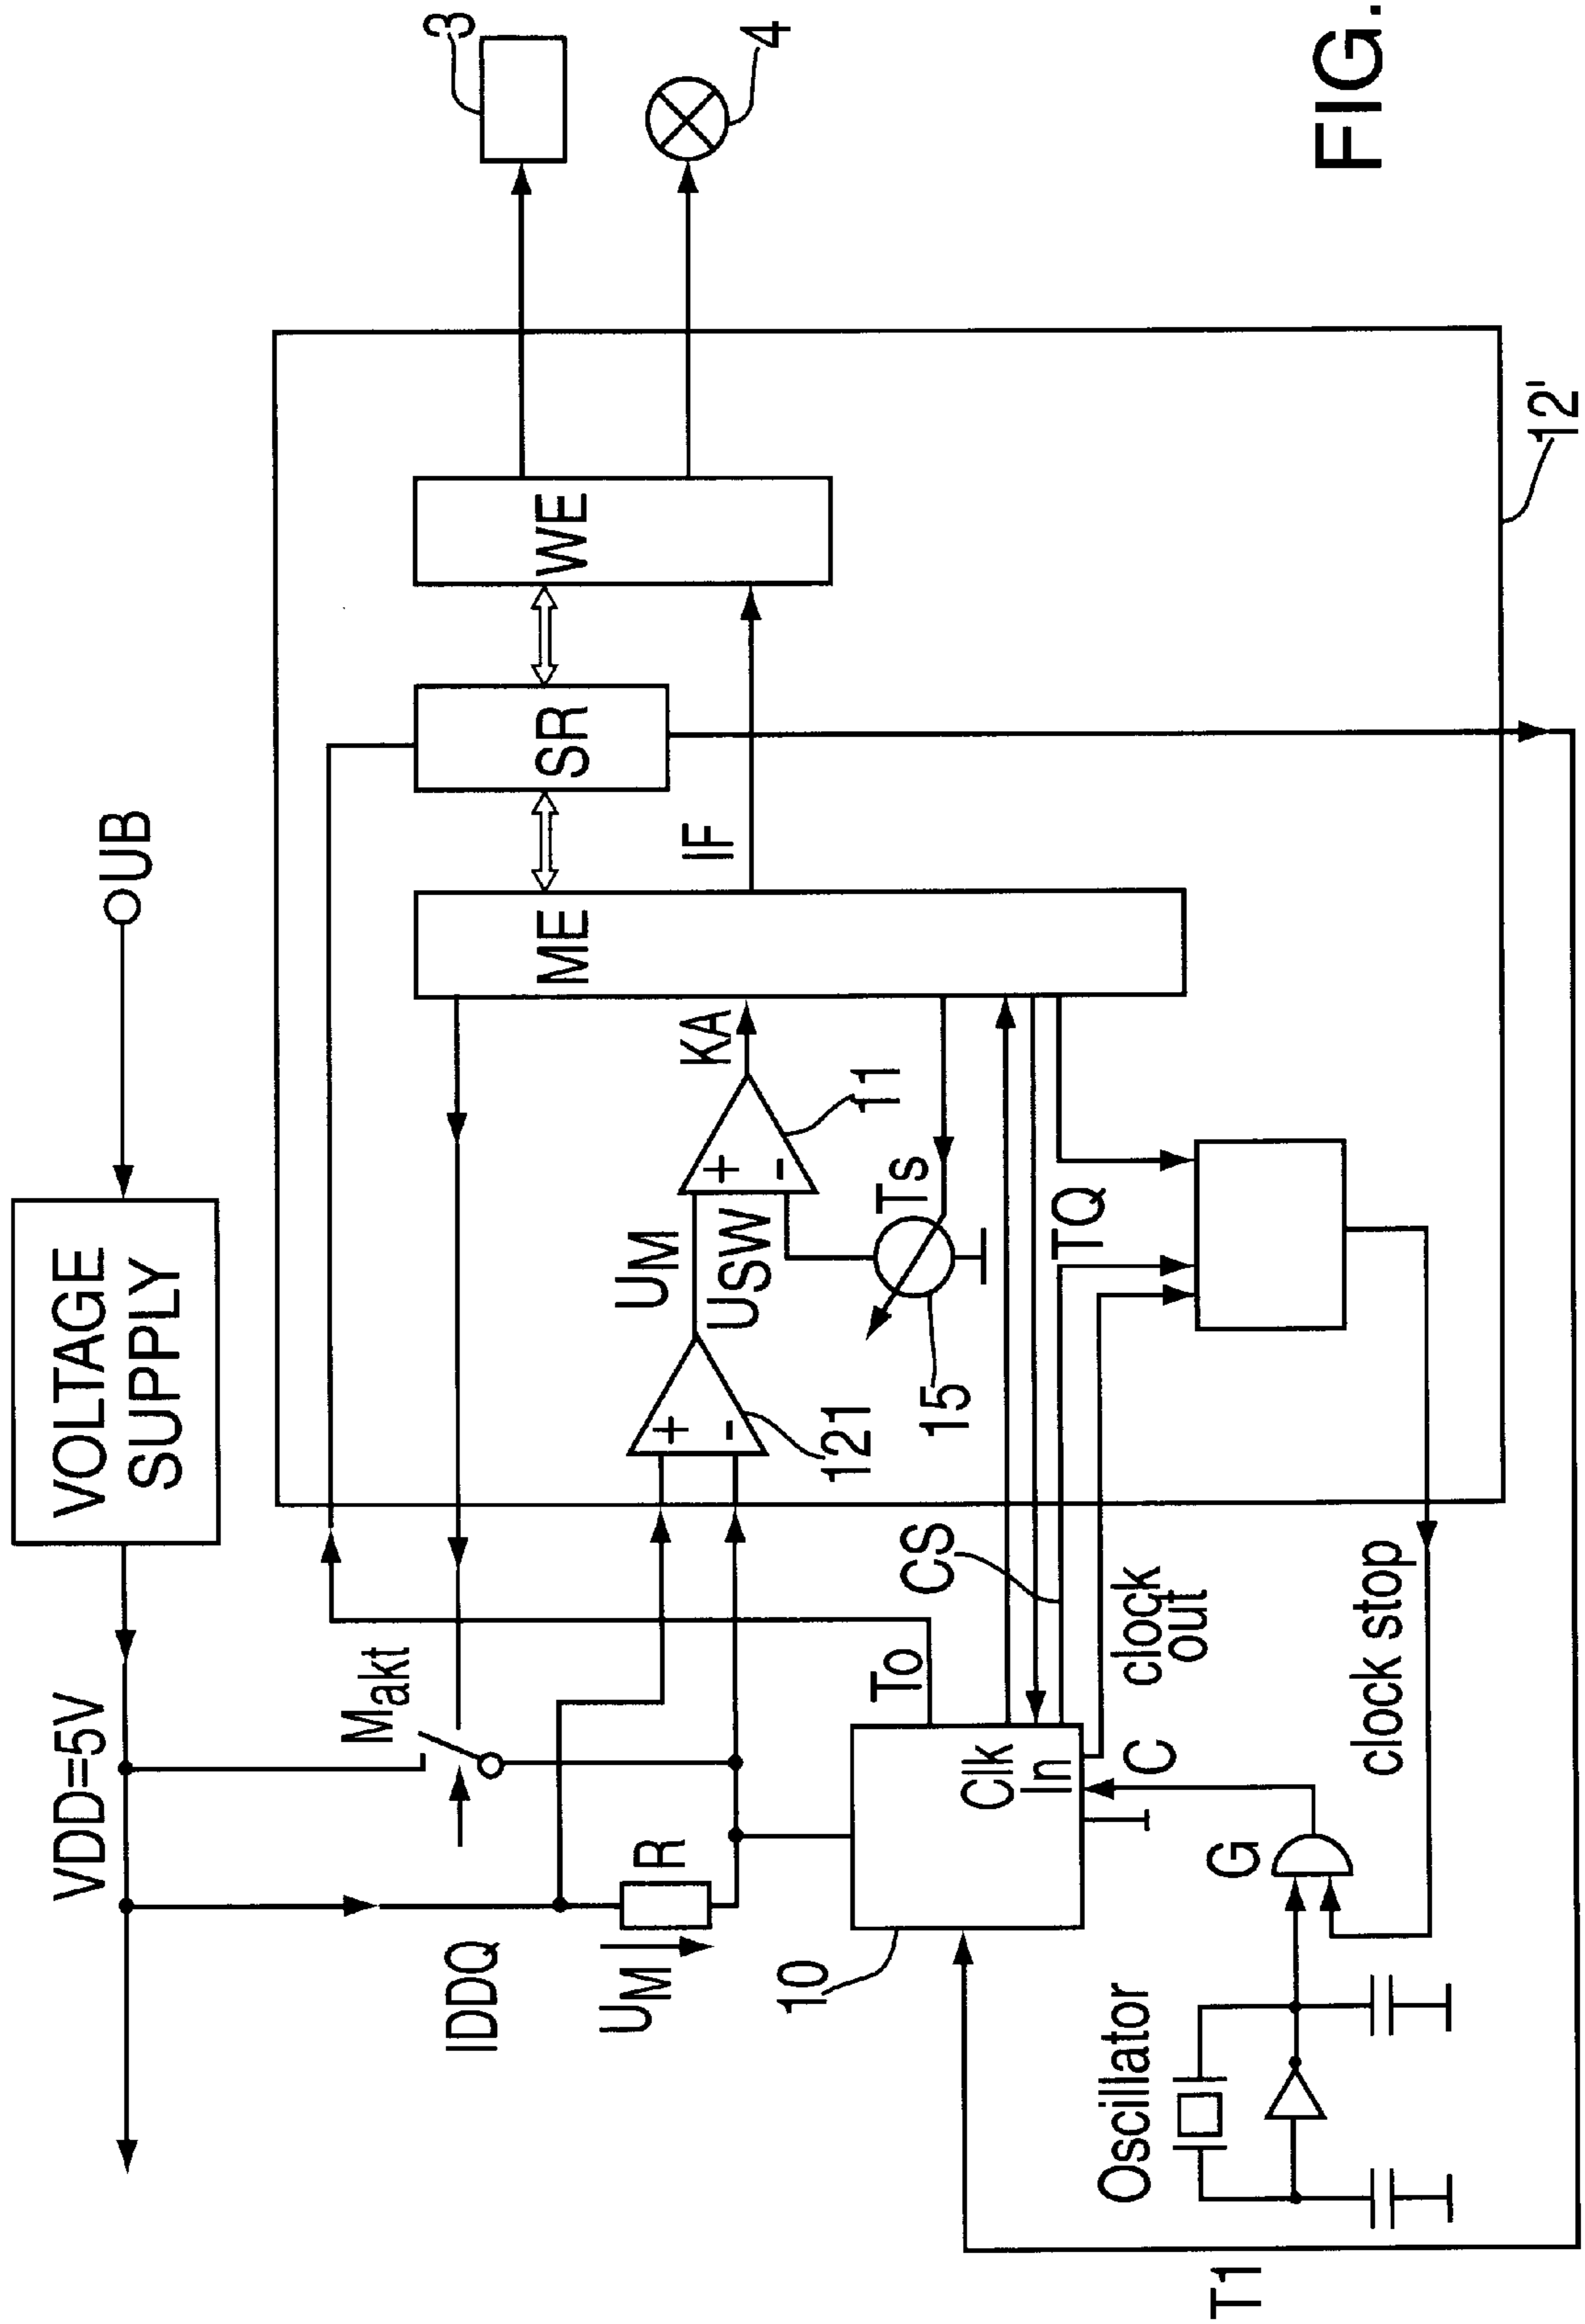 VOLTAGE
SUPPLY
UB
VDD=5V
Makt
IDDQ
UM
R
UM
USW
+
-
121
+
-
11
KA
Ts
15
ME
SR
WE
IF
3
4
10
To
Clk
In
CS
clock
out
C
TQ
G
clock stop
Oscillator
T1
12'
FIG.